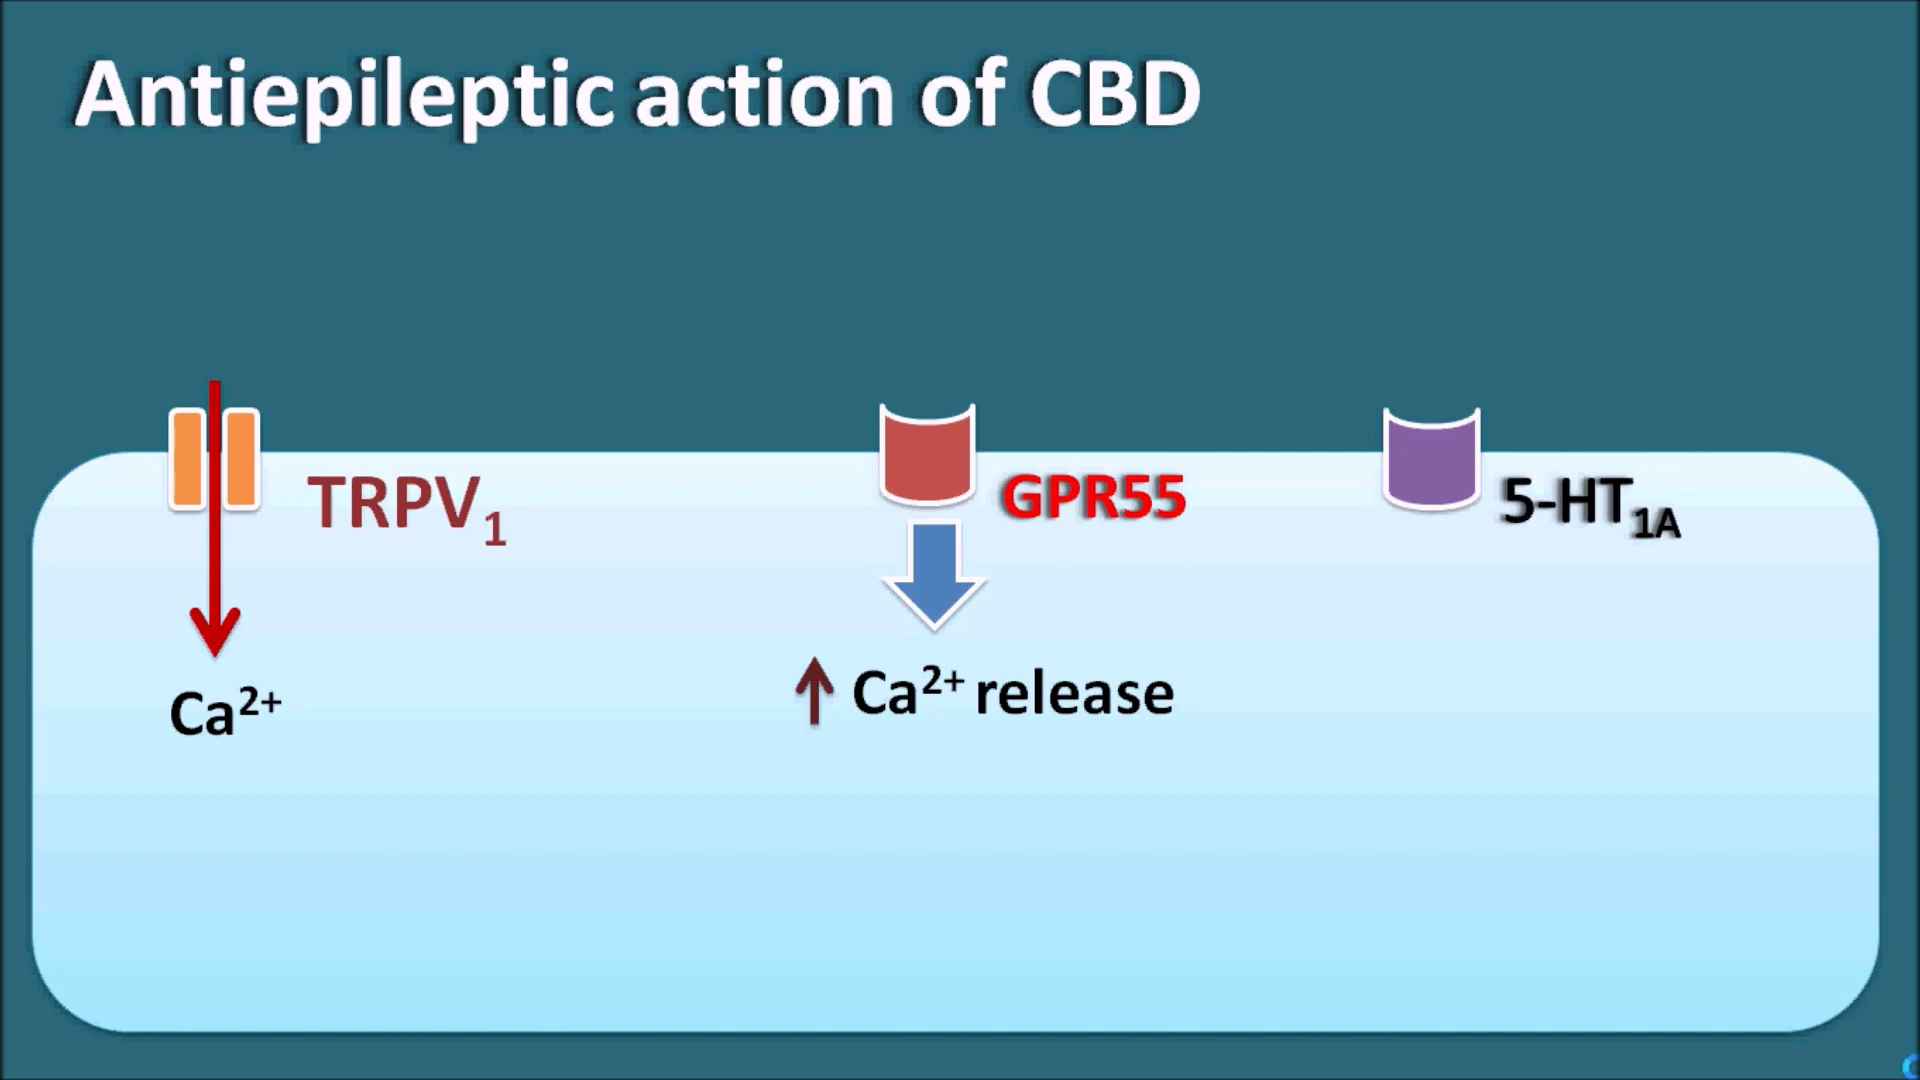 Antiepileptic action of CBD
TRPV₁
GPR55
5-HT₁A
Ca²⁺
Ca²⁺ release